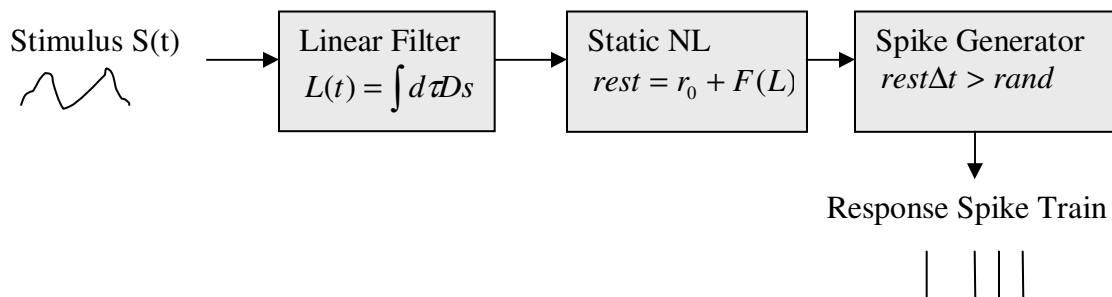 Stimulus S(t)
Linear Filter
L(t) = ∫ dτDs
Static NL
rest = r₀ + F(L)
Spike Generator
restΔt > rand
Response Spike Train